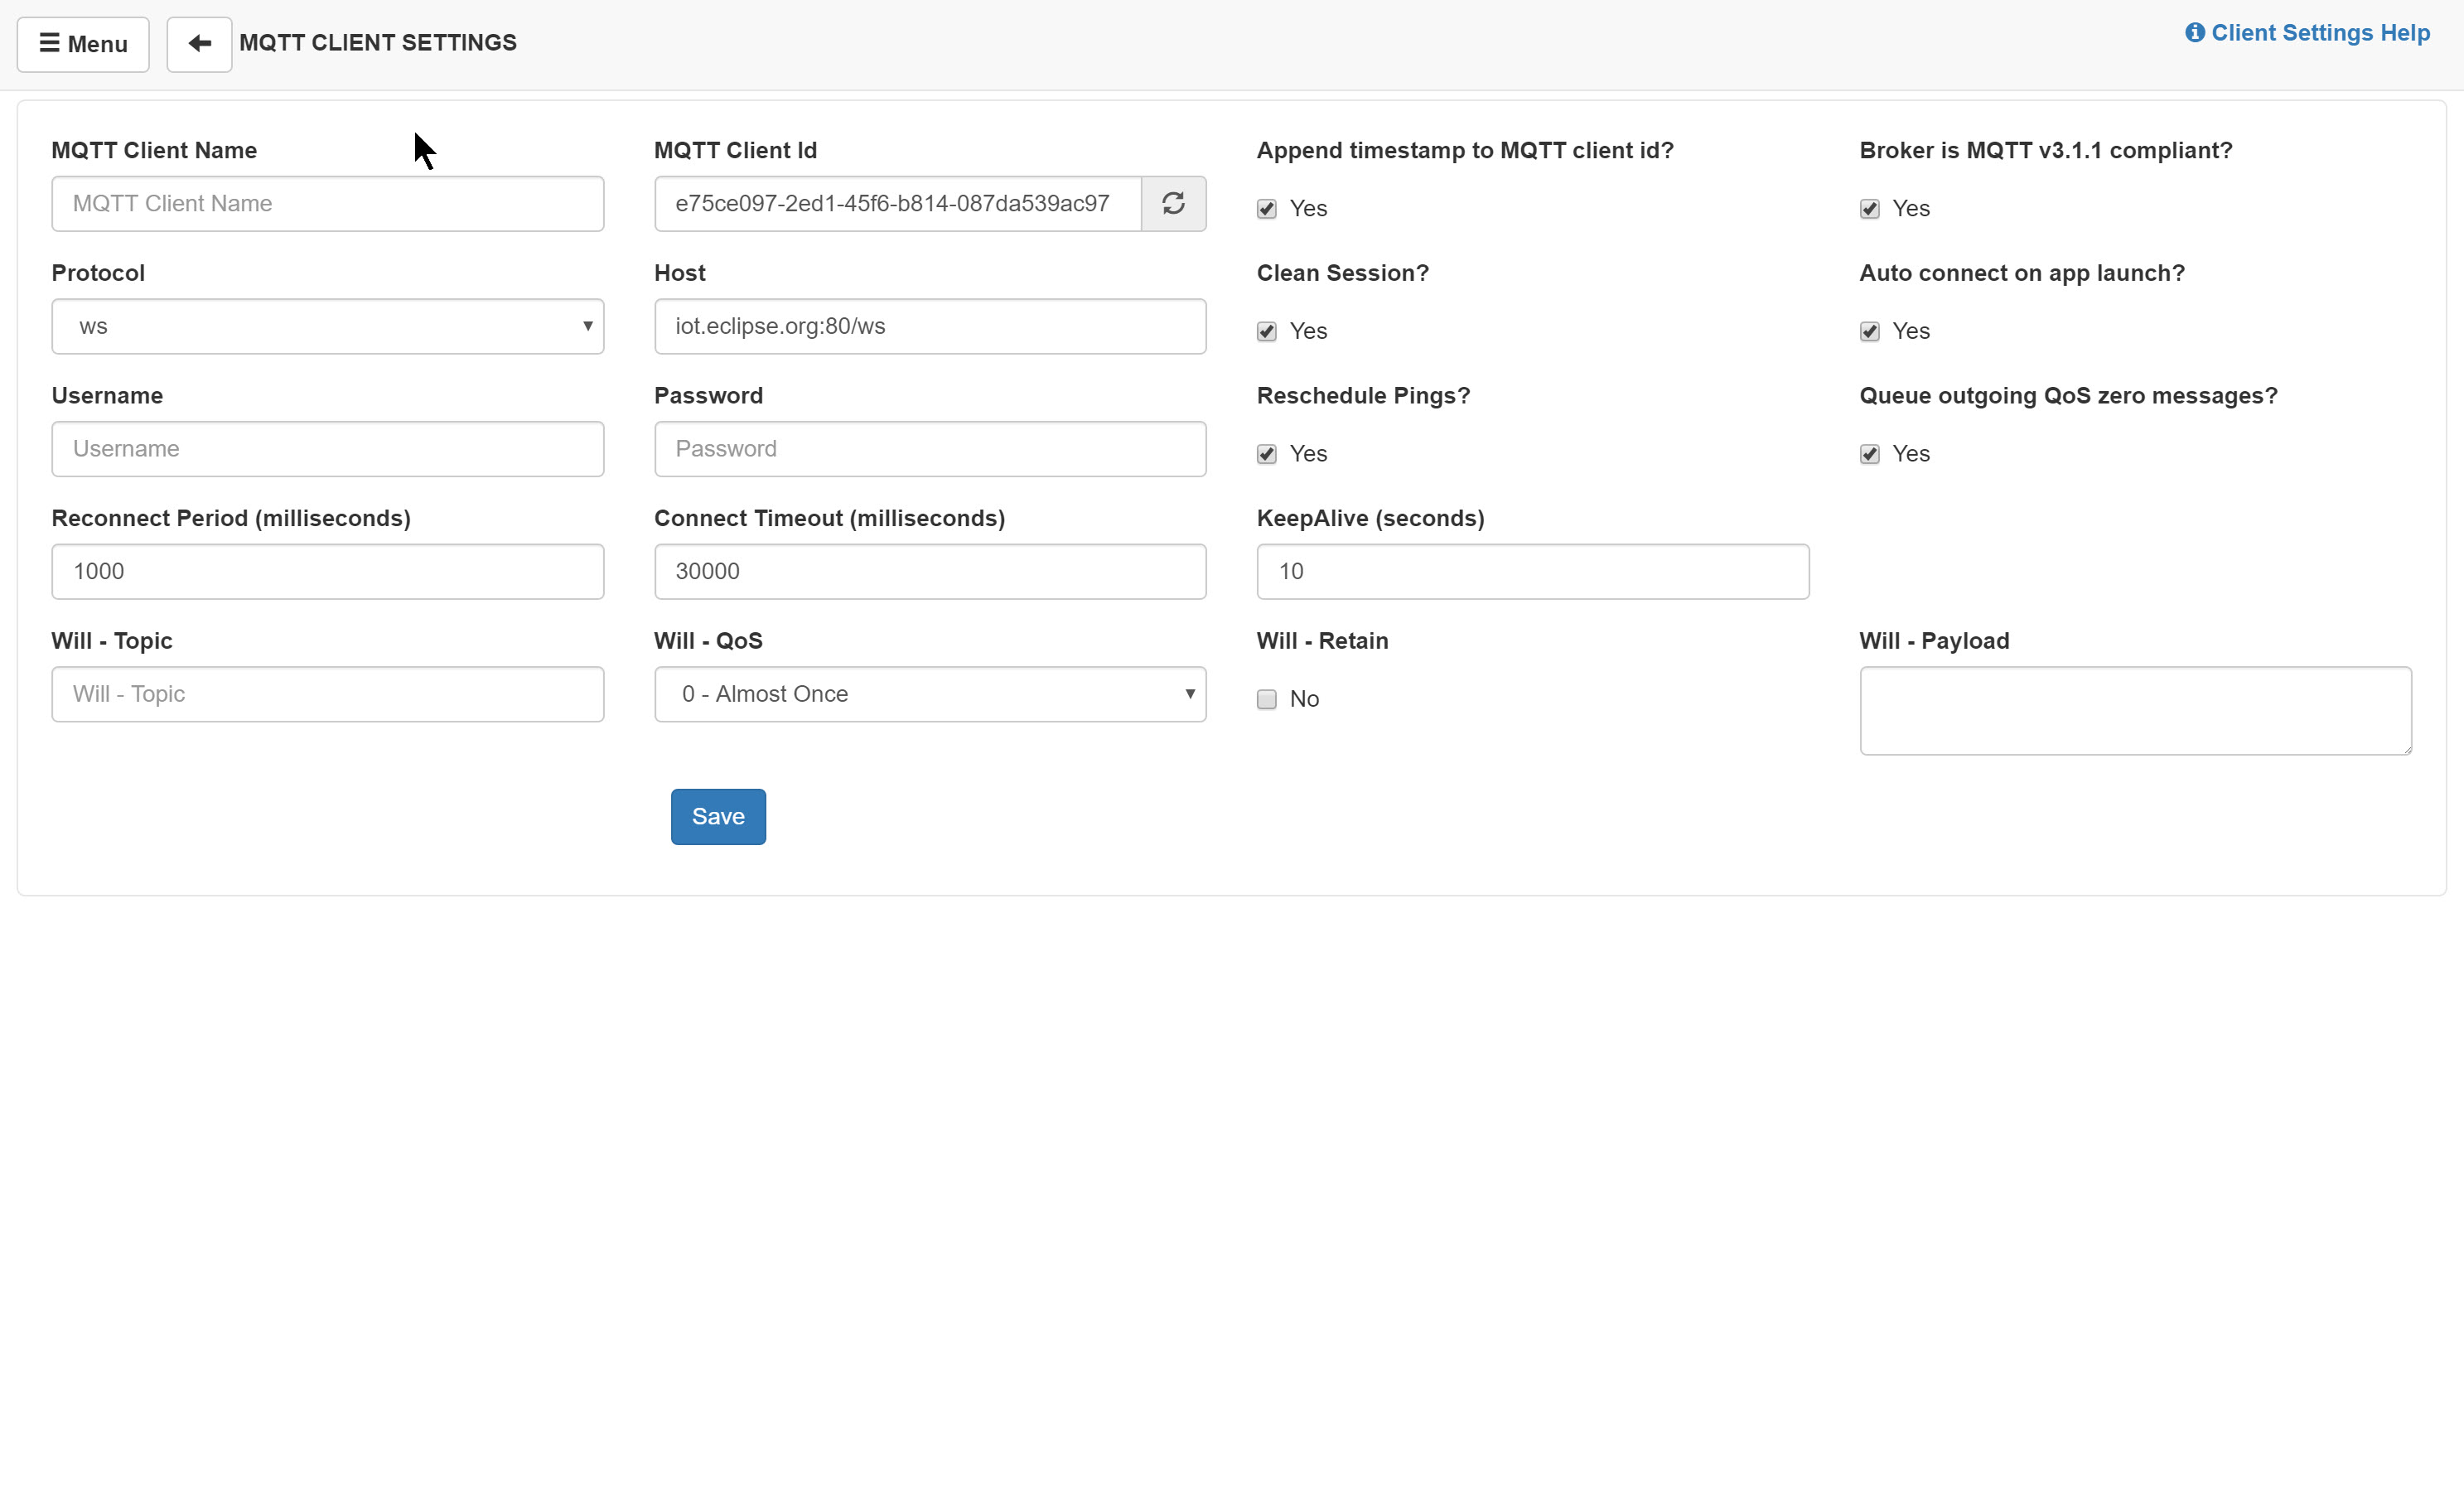 Menu
MQTT CLIENT SETTINGS
Client Settings Help
MQTT Client Name
MQTT Client Id
Append timestamp to MQTT client id?
Broker is MQTT v3.1.1 compliant?
MQTT Client Name
e75ce097-2ed1-45f6-b814-087da539ac97
Yes
Yes
Protocol
Host
Clean Session?
Auto connect on app launch?
ws
iot.eclipse.org:80/ws
Yes
Yes
Username
Password
Reschedule Pings?
Queue outgoing QoS zero messages?
Username
Password
Yes
Yes
Reconnect Period (milliseconds)
Connect Timeout (milliseconds)
KeepAlive (seconds)
1000
30000
10
Will - Topic
Will - QoS
Will - Retain
Will - Payload
Will - Topic
0 - Almost Once
No
Save